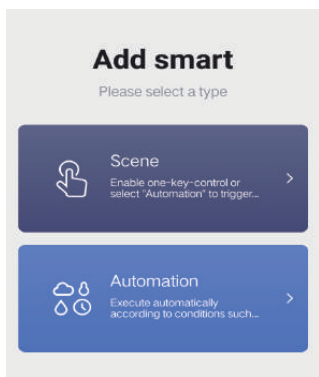 Add smart
Please select a type
Scene
Enable one-key-control or
select "Automation" to trigger...
Automation
Execute automatically
according to conditions such...